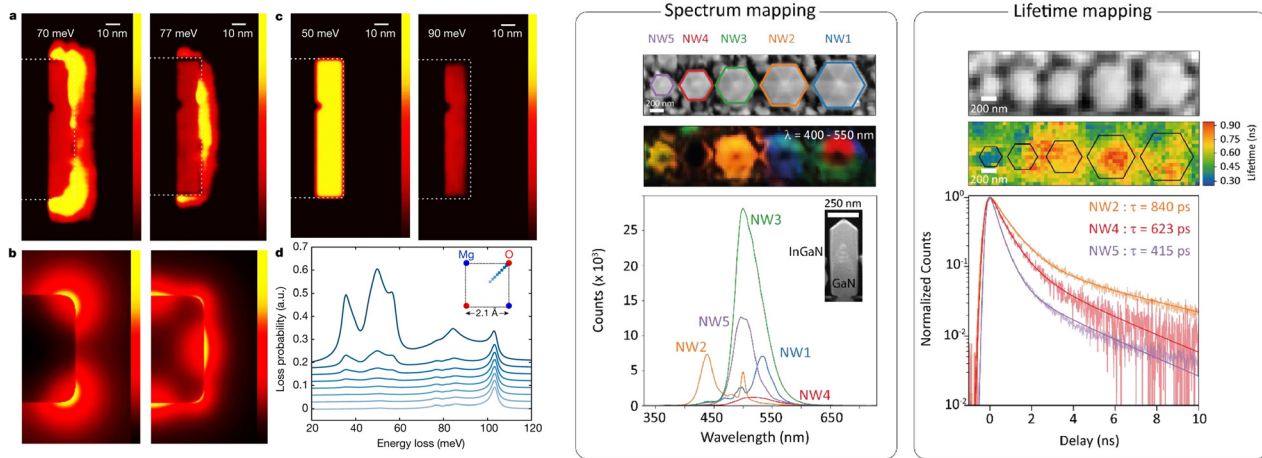 a
70 meV
10 nm
77 meV
10 nm
c
50 meV
10 nm
90 meV
10 nm
b
d
0.7
0.6
0.5
0.4
0.3
0.2
0.1
0
Loss probability (a.u.)
Mg
O
2.1 Å
20
40
60
80
100
120
Energy loss (meV)
Spectrum mapping
NW5
NW4
NW3
NW2
NW1
200 nm
λ = 400 - 550 nm
250 nm
InGaN
GaN
NW3
NW5
NW2
NW1
NW4
25
20
15
10
5
0
Counts (x 10³)
350
450
550
650
Wavelength (nm)
Lifetime mapping
200 nm
200 nm
0.90
0.75
0.60
0.45
0.30
Lifetime (ns)
NW2 : τ = 840 ps
NW4 : τ = 623 ps
NW5 : τ = 415 ps
10⁰
10⁻¹
10⁻²
10⁻²
Normalized Counts
0
2
4
6
8
10
Delay (ns)